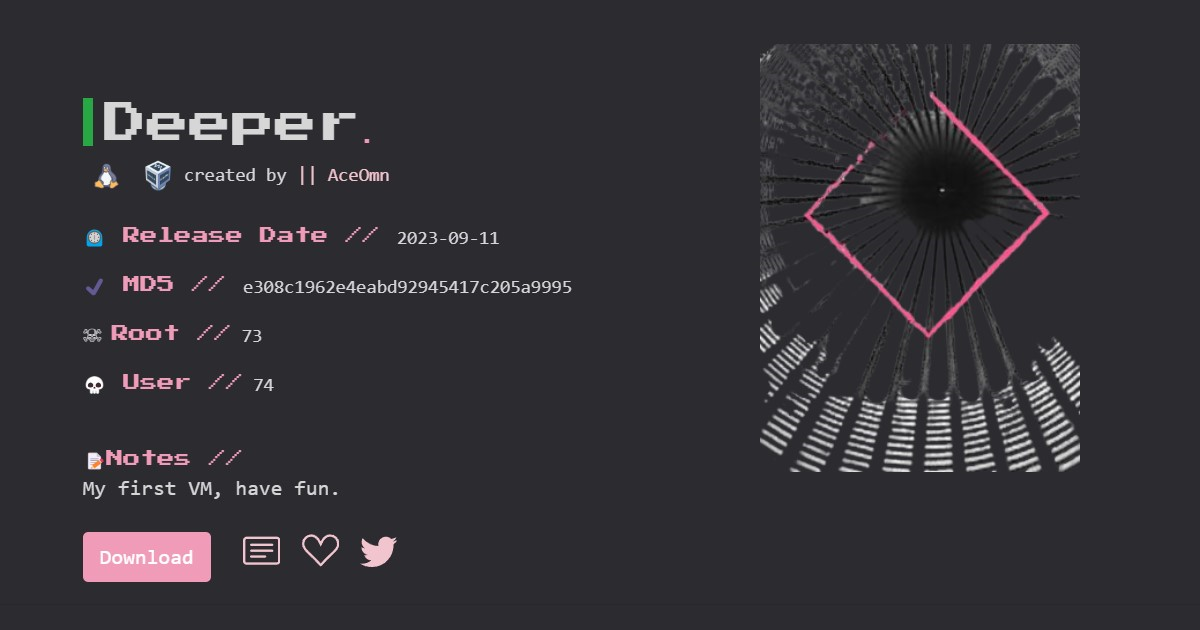 Deeper.
created by || AceOmn
Release Date // 2023-09-11
MD5 // e308c1962e4eabd92945417c205a9995
Root // 73
User // 74
Notes //
My first VM, have fun.
Download